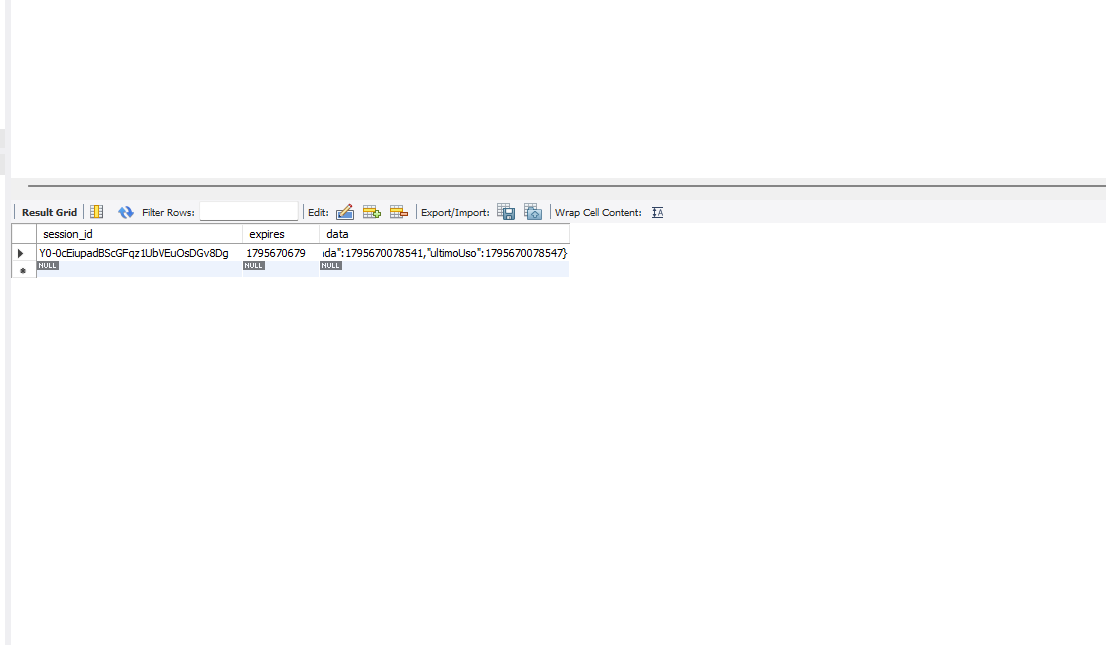 Result Grid Filter Rows: Edit: Export/Import: Wrap Cell Content:
session_id expires data
Y0-0cEiupadBScGFqz1UbVEuOsDGv8Dg 1795670679 da":1795670078541,"ultimoUso":1795670078547}
NULL NULL NULL